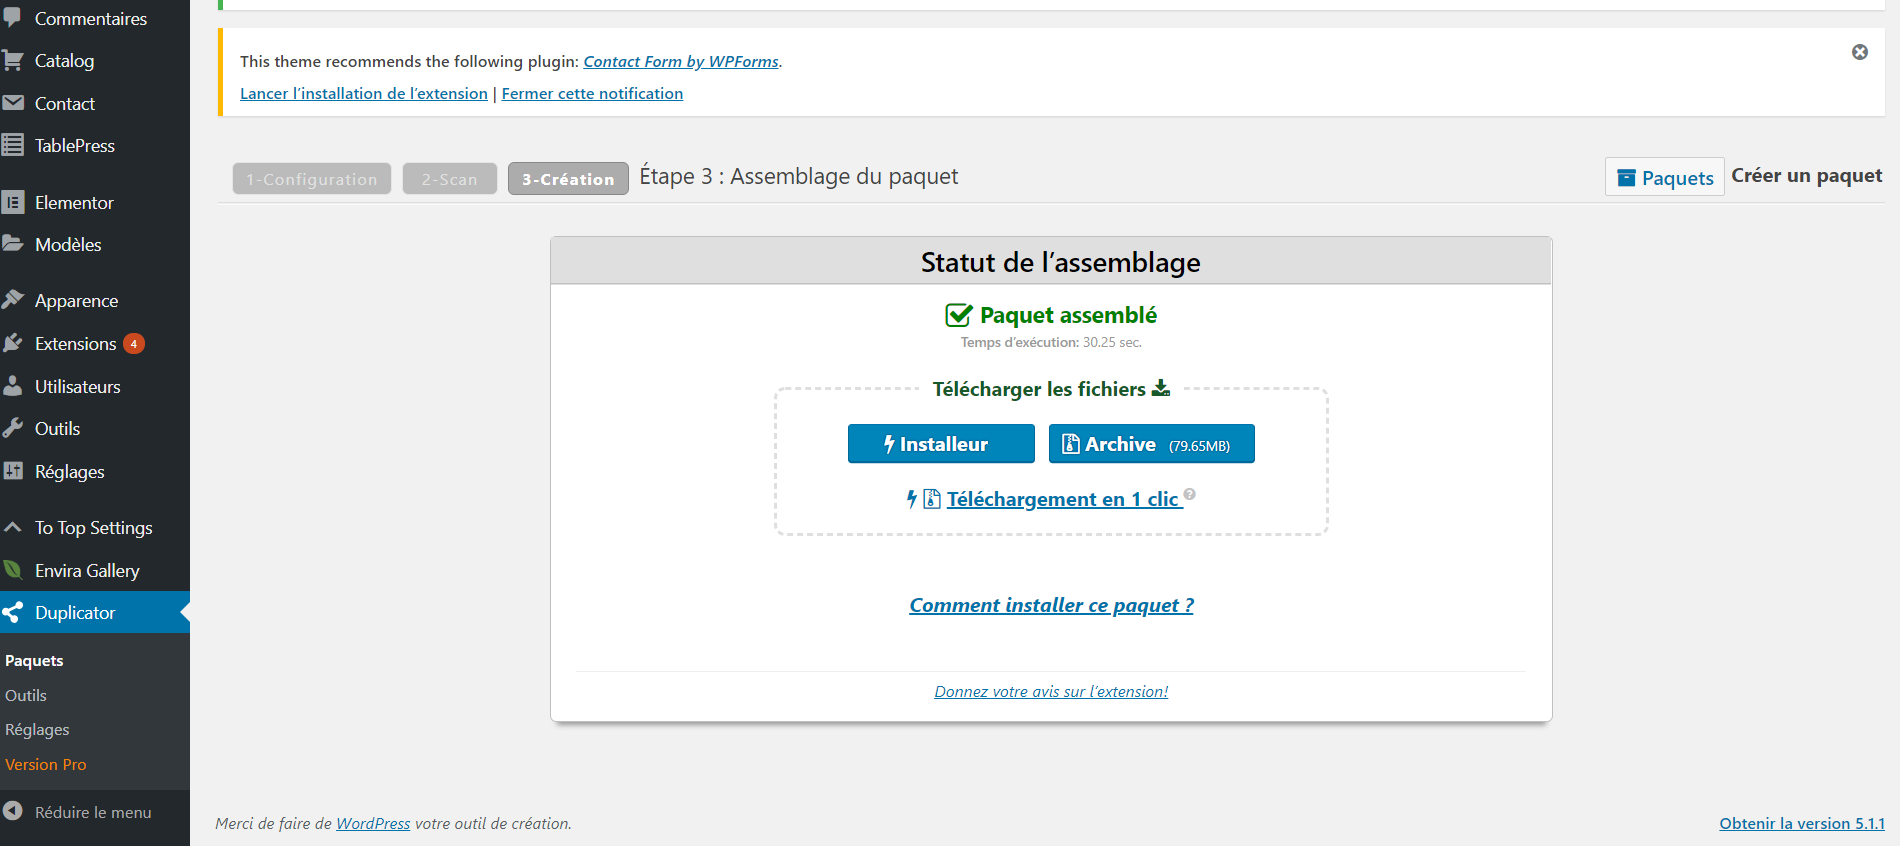 Commentaires
Catalog
Contact
TablePress
Elementor
Modèles
Apparence
Extensions 4
Utilisateurs
Outils
Réglages
To Top Settings
Envira Gallery
Duplicator
Paquets
Outils
Réglages
Version Pro
Réduire le menu
This theme recommends the following plugin: Contact Form by WPForms.
Lancer l’installation de l’extension | Fermer cette notification
1-Configuration 2-Scan 3-Création Étape 3 : Assemblage du paquet Paquets Créer un paquet
Statut de l’assemblage
Paquet assemblé
Temps d’exécution: 30.25 sec.
Télécharger les fichiers
Installeur Archive (79.65MB)
Téléchargement en 1 clic ?
Comment installer ce paquet ?
Donnez votre avis sur l’extension!
Merci de faire de WordPress votre outil de création.
Obtenir la version 5.1.1